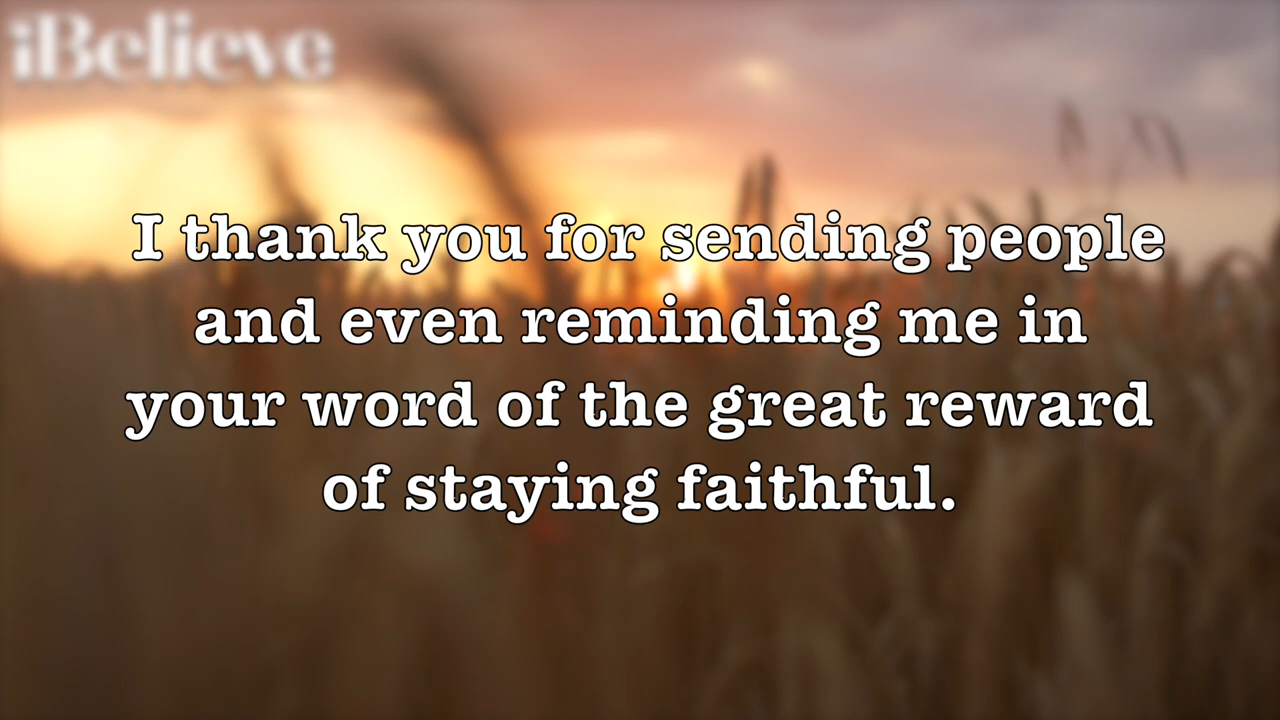 iBelieve
I thank you for sending people
and even reminding me in
your word of the great reward
of staying faithful.